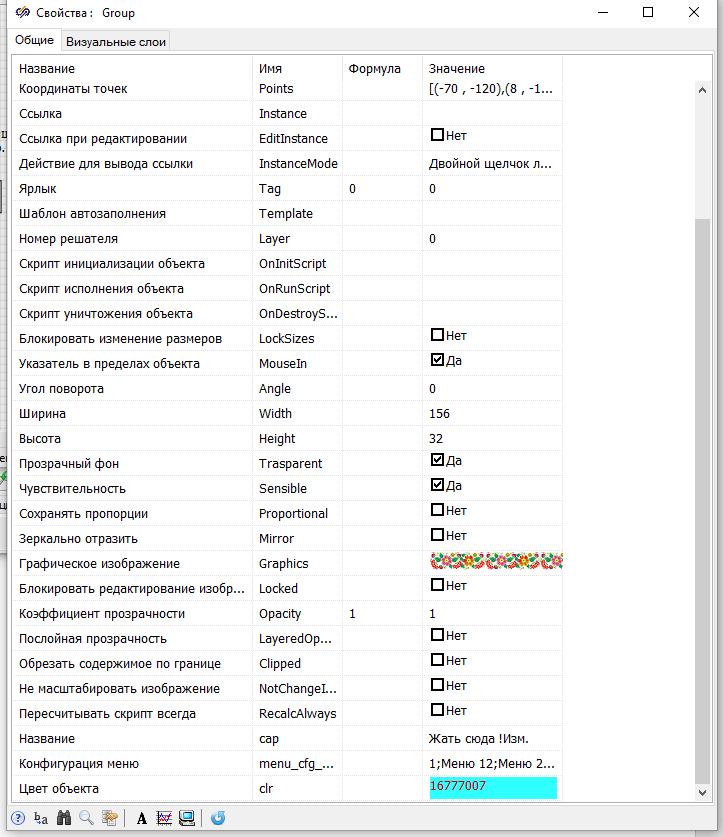 Свойства : Group
Общие Визуальные слои
Название Имя Формула Значение
Координаты точек Points [(-70 , -120),(8 , -1...
Ссылка Instance
Ссылка при редактировании EditInstance Нет
Действие для вывода ссылки InstanceMode Двойной щелчок л...
Ярлык Tag 0 0
Шаблон автозаполнения Template
Номер решателя Layer 0
Скрипт инициализации объекта OnInitScript
Скрипт исполнения объекта OnRunScript
Скрипт уничтожения объекта OnDestroyS...
Блокировать изменение размеров LockSizes Нет
Указатель в пределах объекта MouseIn Да
Угол поворота Angle 0
Ширина Width 156
Высота Height 32
Прозрачный фон Trasparent Да
Чувствительность Sensible Да
Сохранять пропорции Proportional Нет
Зеркально отразить Mirror Нет
Графическое изображение Graphics
Блокировать редактирование изобр... Locked Нет
Коэффициент прозрачности Opacity 1 1
Послойная прозрачность LayeredOp... Нет
Обрезать содержимое по границе Clipped Нет
Не масштабировать изображение NotChangeI... Нет
Пересчитывать скрипт всегда RecalcAlways Нет
Название cap Жать сюда !Изм.
Конфигурация меню menu_cfg_... 1;Меню 12;Меню 2...
Цвет объекта clr 16777007